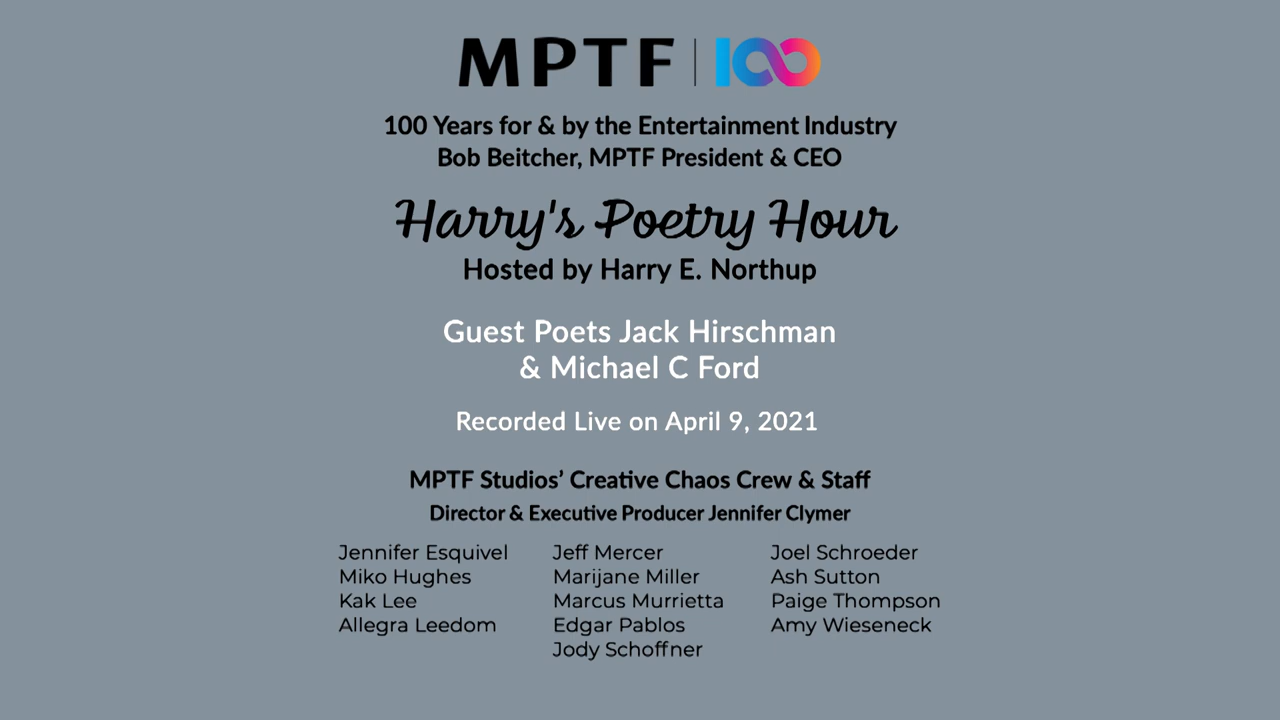 MPTF | 100
100 Years for & by the Entertainment Industry
Bob Beitcher, MPTF President & CEO
Harry's Poetry Hour
Hosted by Harry E. Northup
Guest Poets Jack Hirschman
& Michael C Ford
Recorded Live on April 9, 2021
MPTF Studios’ Creative Chaos Crew & Staff
Director & Executive Producer Jennifer Clymer
Jennifer Esquivel
Miko Hughes
Kak Lee
Allegra Leedom
Jeff Mercer
Marijane Miller
Marcus Murrietta
Edgar Pablos
Jody Schoffner
Joel Schroeder
Ash Sutton
Paige Thompson
Amy Wieseneck